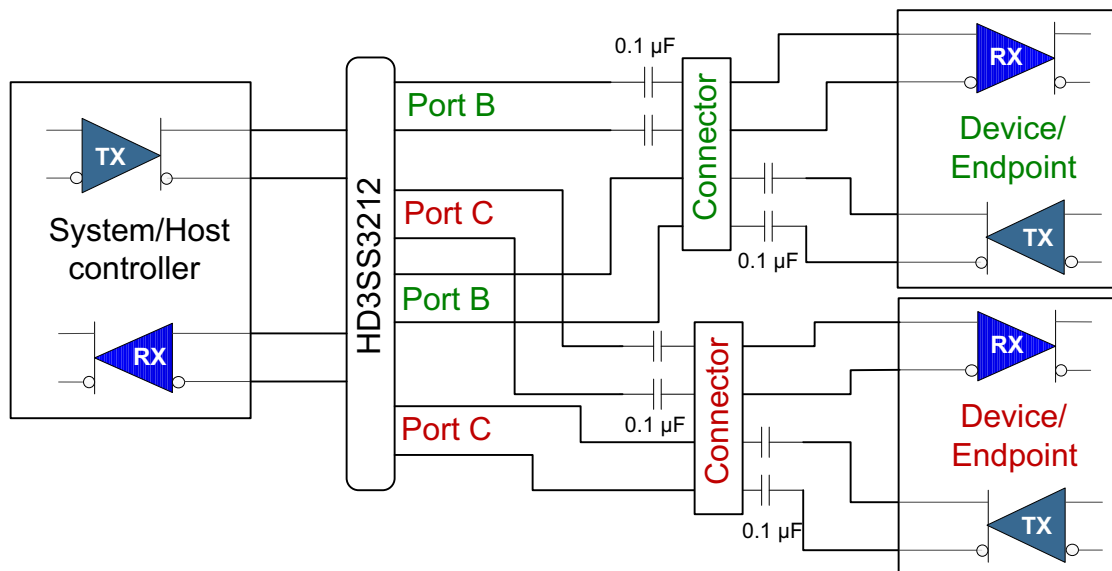 TX
System/Host
controller
RX
HD3SS3212
Port B
Port C
Port B
Port C
0.1 µF
Connector
0.1 µF
RX
Device/
Endpoint
TX
0.1 µF
Connector
0.1 µF
RX
Device/
Endpoint
TX